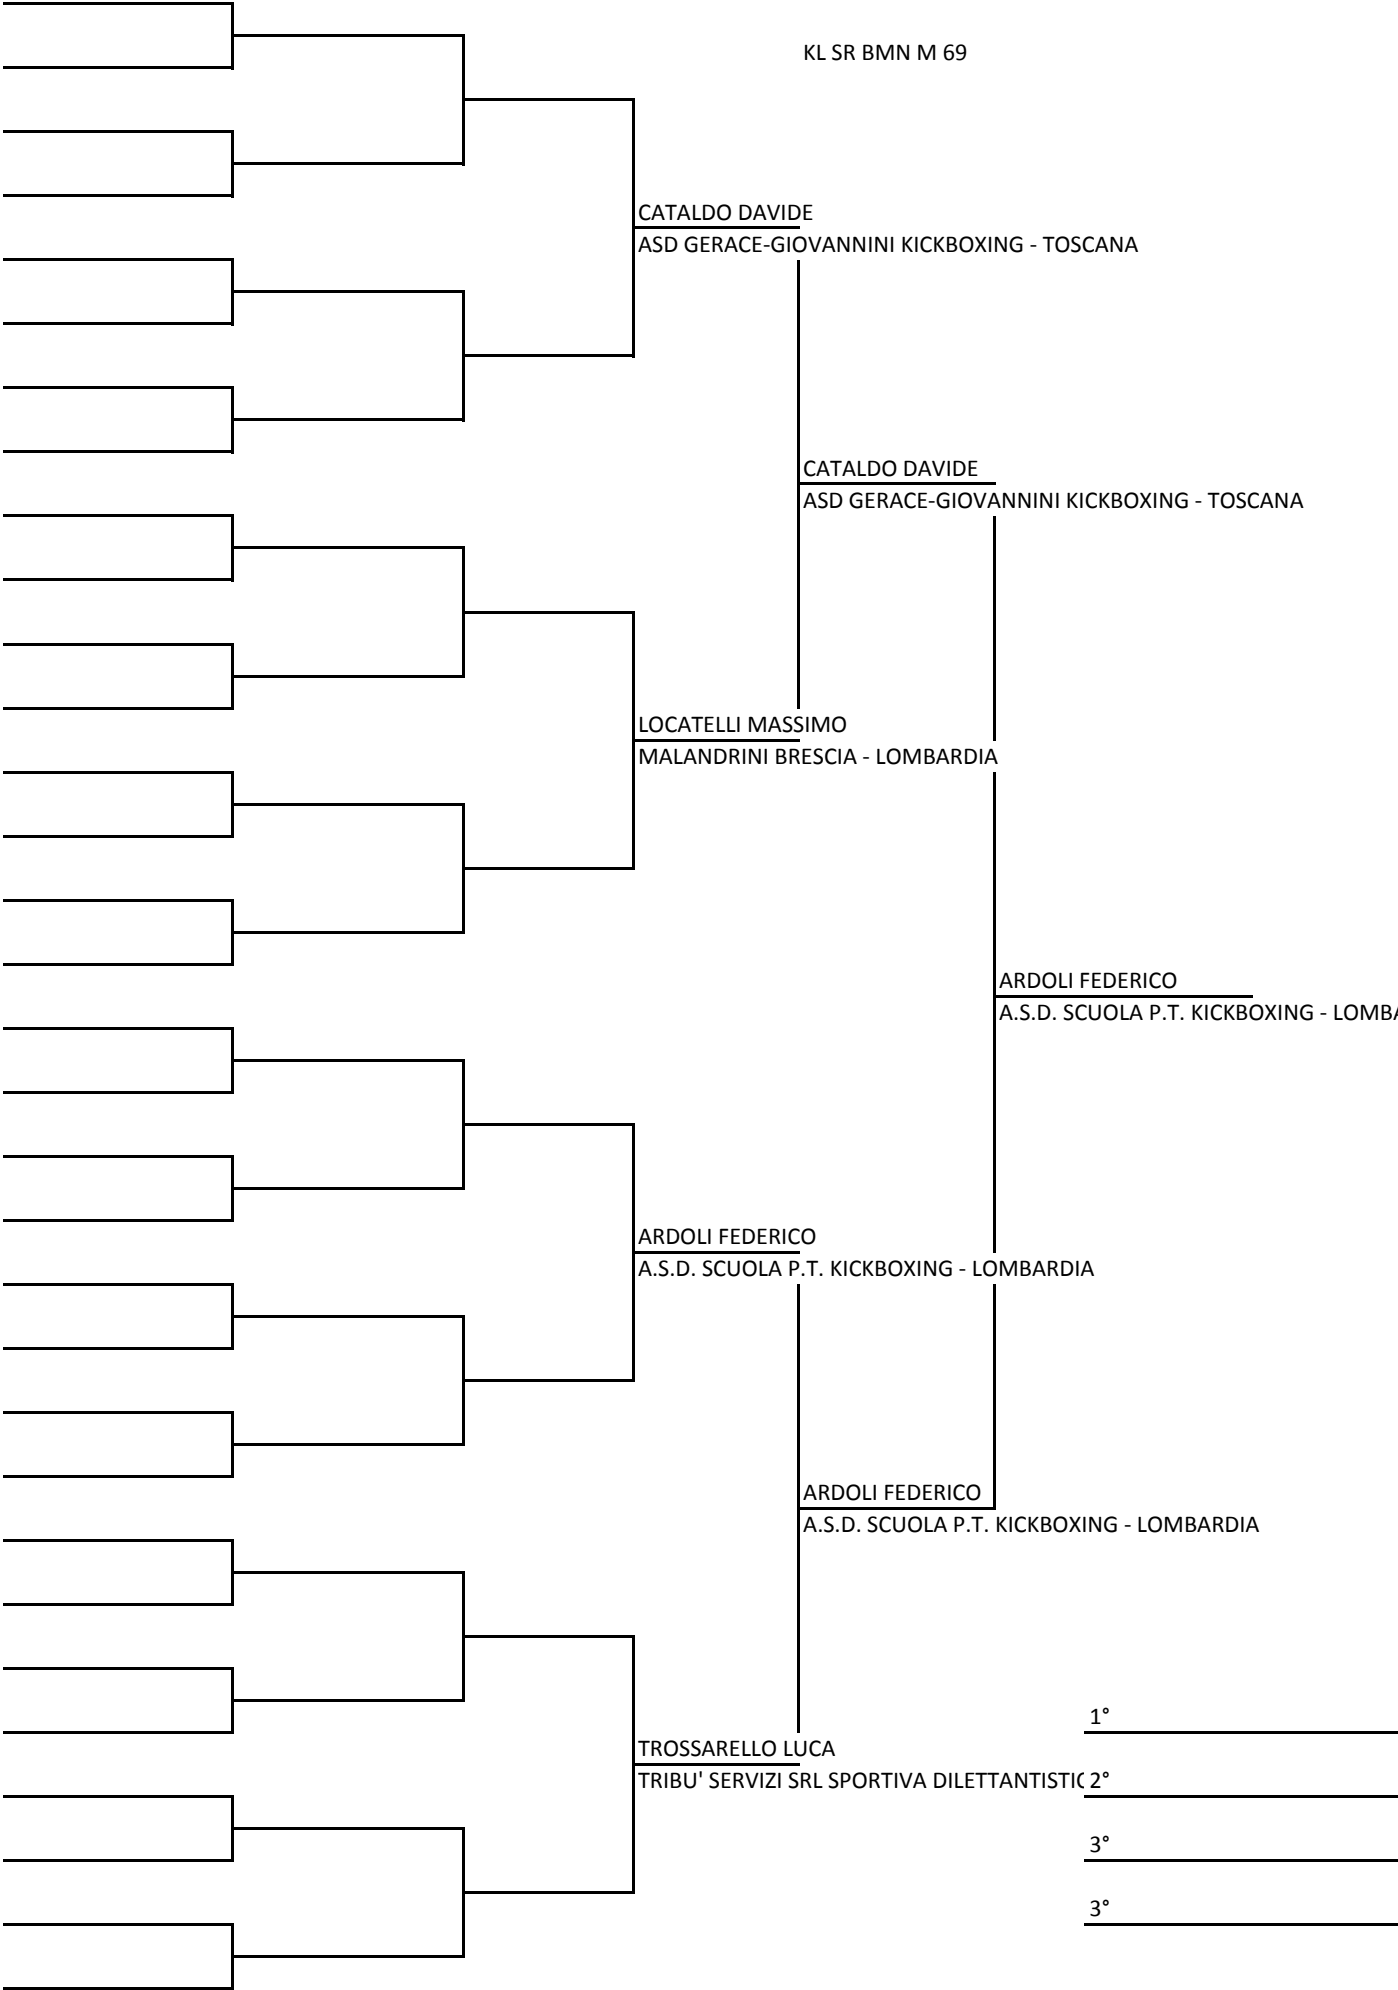 KL SR BMN M 69
CATALDO DAVIDE
ASD GERACE-GIOVANNINI KICKBOXING - TOSCANA
CATALDO DAVIDE
ASD GERACE-GIOVANNINI KICKBOXING - TOSCANA
LOCATELLI MASSIMO
MALANDRINI BRESCIA - LOMBARDIA
ARDOLI FEDERICO
A.S.D. SCUOLA P.T. KICKBOXING - LOMBA
ARDOLI FEDERICO
A.S.D. SCUOLA P.T. KICKBOXING - LOMBARDIA
ARDOLI FEDERICO
A.S.D. SCUOLA P.T. KICKBOXING - LOMBARDIA
1°
TROSSARELLO LUCA
TRIBU' SERVIZI SRL SPORTIVA DILETTANTISTIC
2°
3°
3°